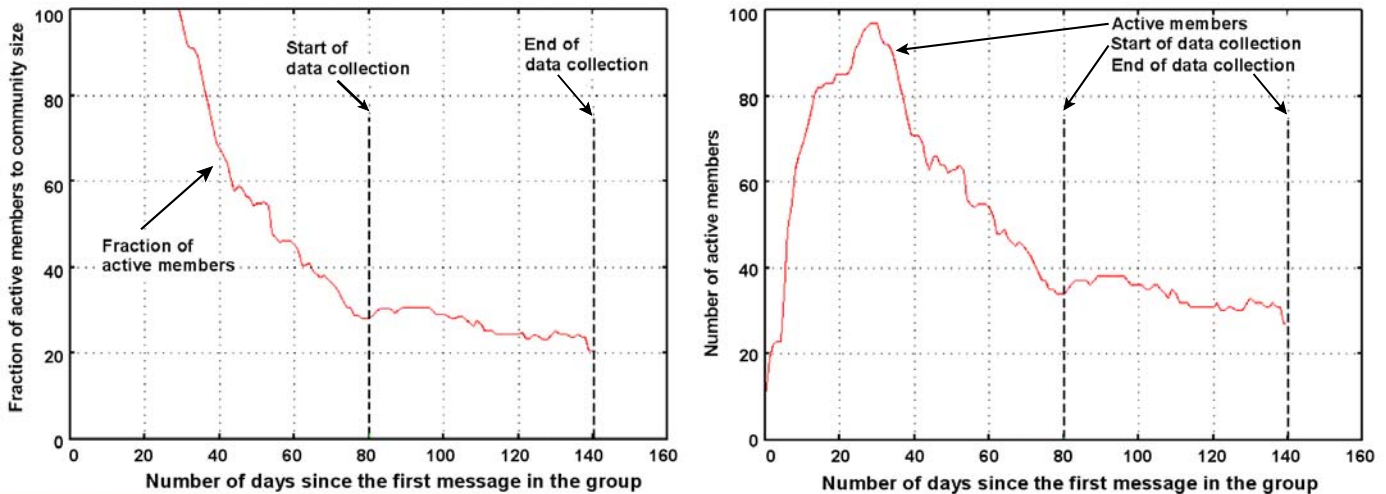 Fraction of active members to community size
100
80
60
40
20
0
Start of
data collection
End of
data collection
Fraction of
active members
0 20 40 60 80 100 120 140 160
Number of days since the first message in the group
Number of active members
100
80
60
40
20
0
Active members
Start of data collection
End of data collection
0 20 40 60 80 100 120 140 160
Number of days since the first message in the group